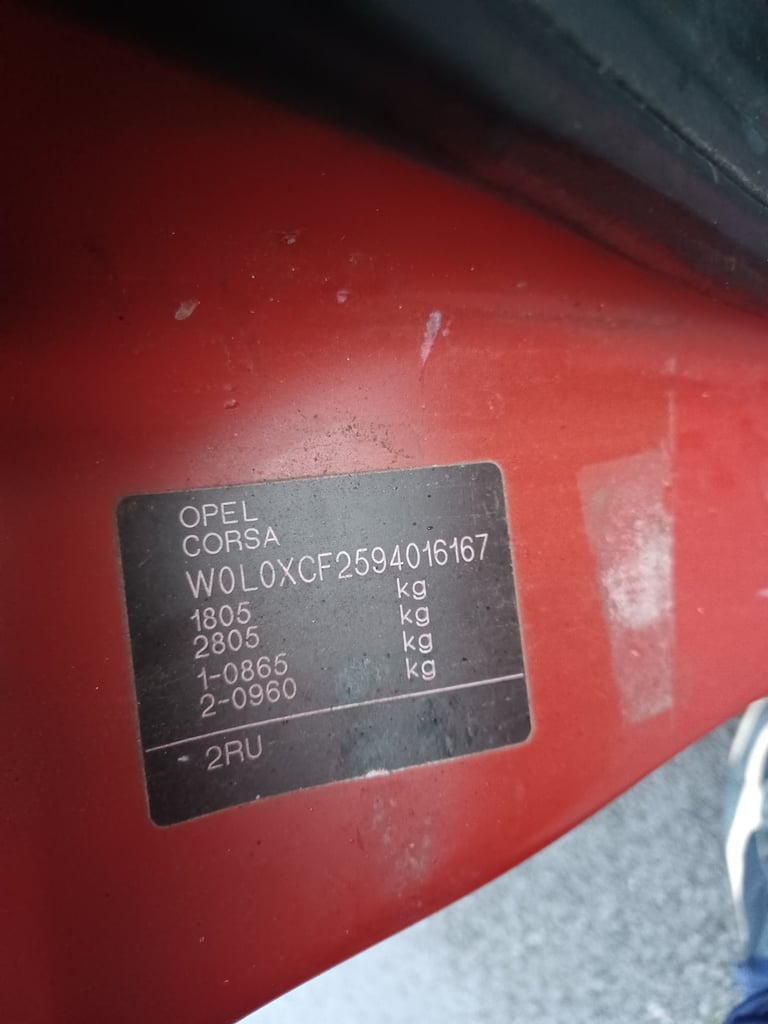 OPEL
CORSA
W0L0XCF2594016167
1805 kg
2805 kg
1-0865 kg
2-0960 kg
2RU